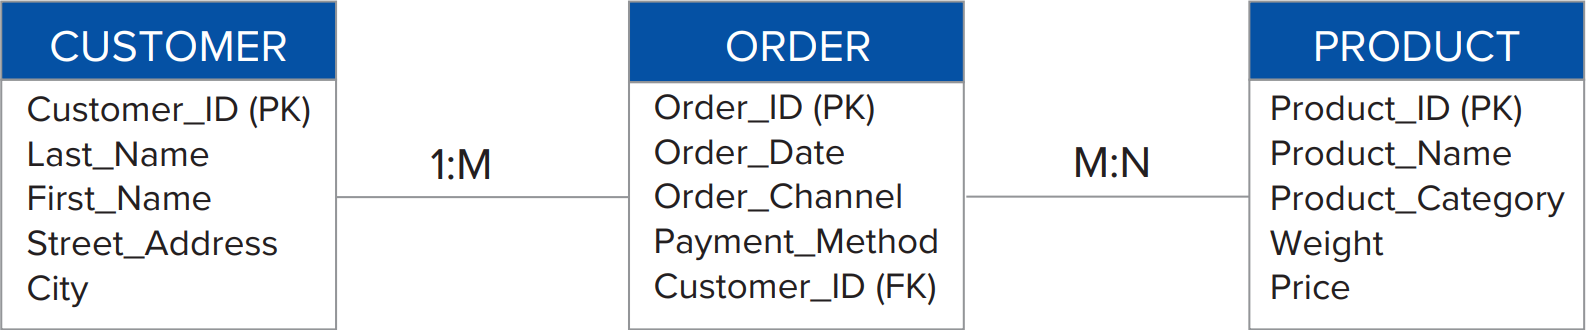 CUSTOMER
Customer_ID (PK)
Last_Name
First_Name
Street_Address
City
1:M
ORDER
Order_ID (PK)
Order_Date
Order_Channel
Payment_Method
Customer_ID (FK)
M:N
PRODUCT
Product_ID (PK)
Product_Name
Product_Category
Weight
Price